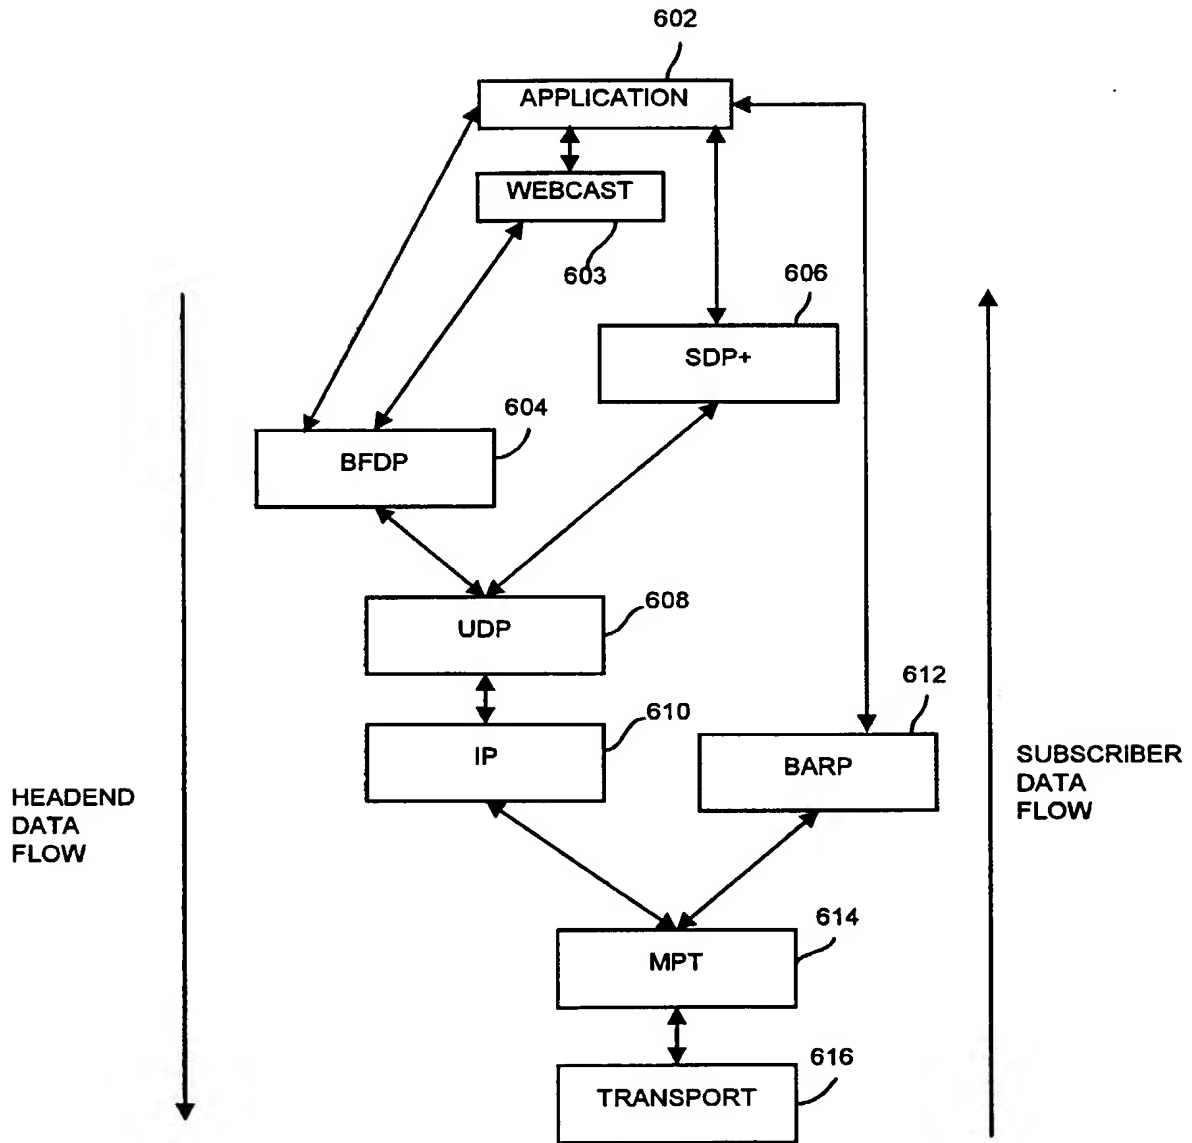 602
APPLICATION
WEBCAST
603
606
SDP+
604
BFDP
608
UDP
612
610
IP
BARP
SUBSCRIBER
DATA
FLOW
HEADEND
DATA
FLOW
614
MPT
616
TRANSPORT